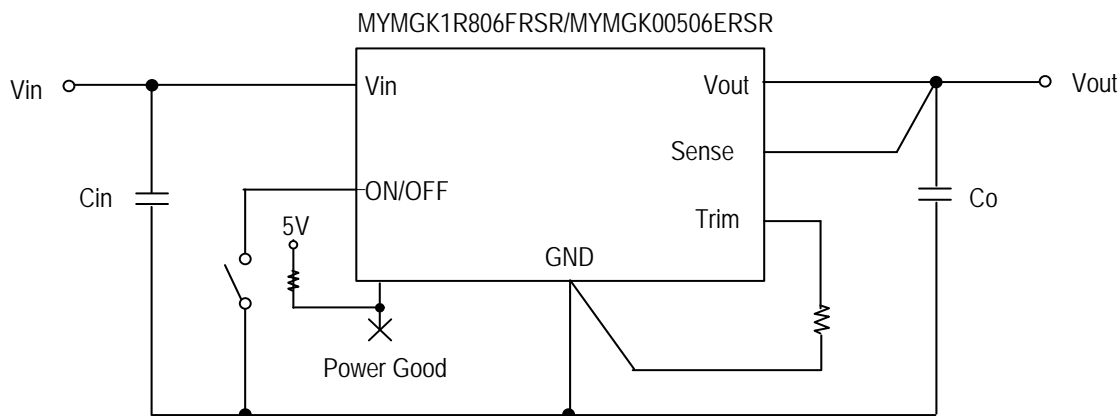 MYMGK1R806FRSR/MYMGK00506ERSR
Vin
Vin
Vout
Vout
Sense
Cin
ON/OFF
Co
5V
Trim
GND
Power Good